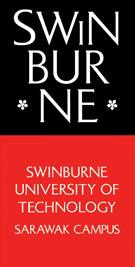 SWiN
BUR
NE
SWINBURNE
UNIVERSITY OF
TECHNOLOGY
SARAWAK CAMPUS